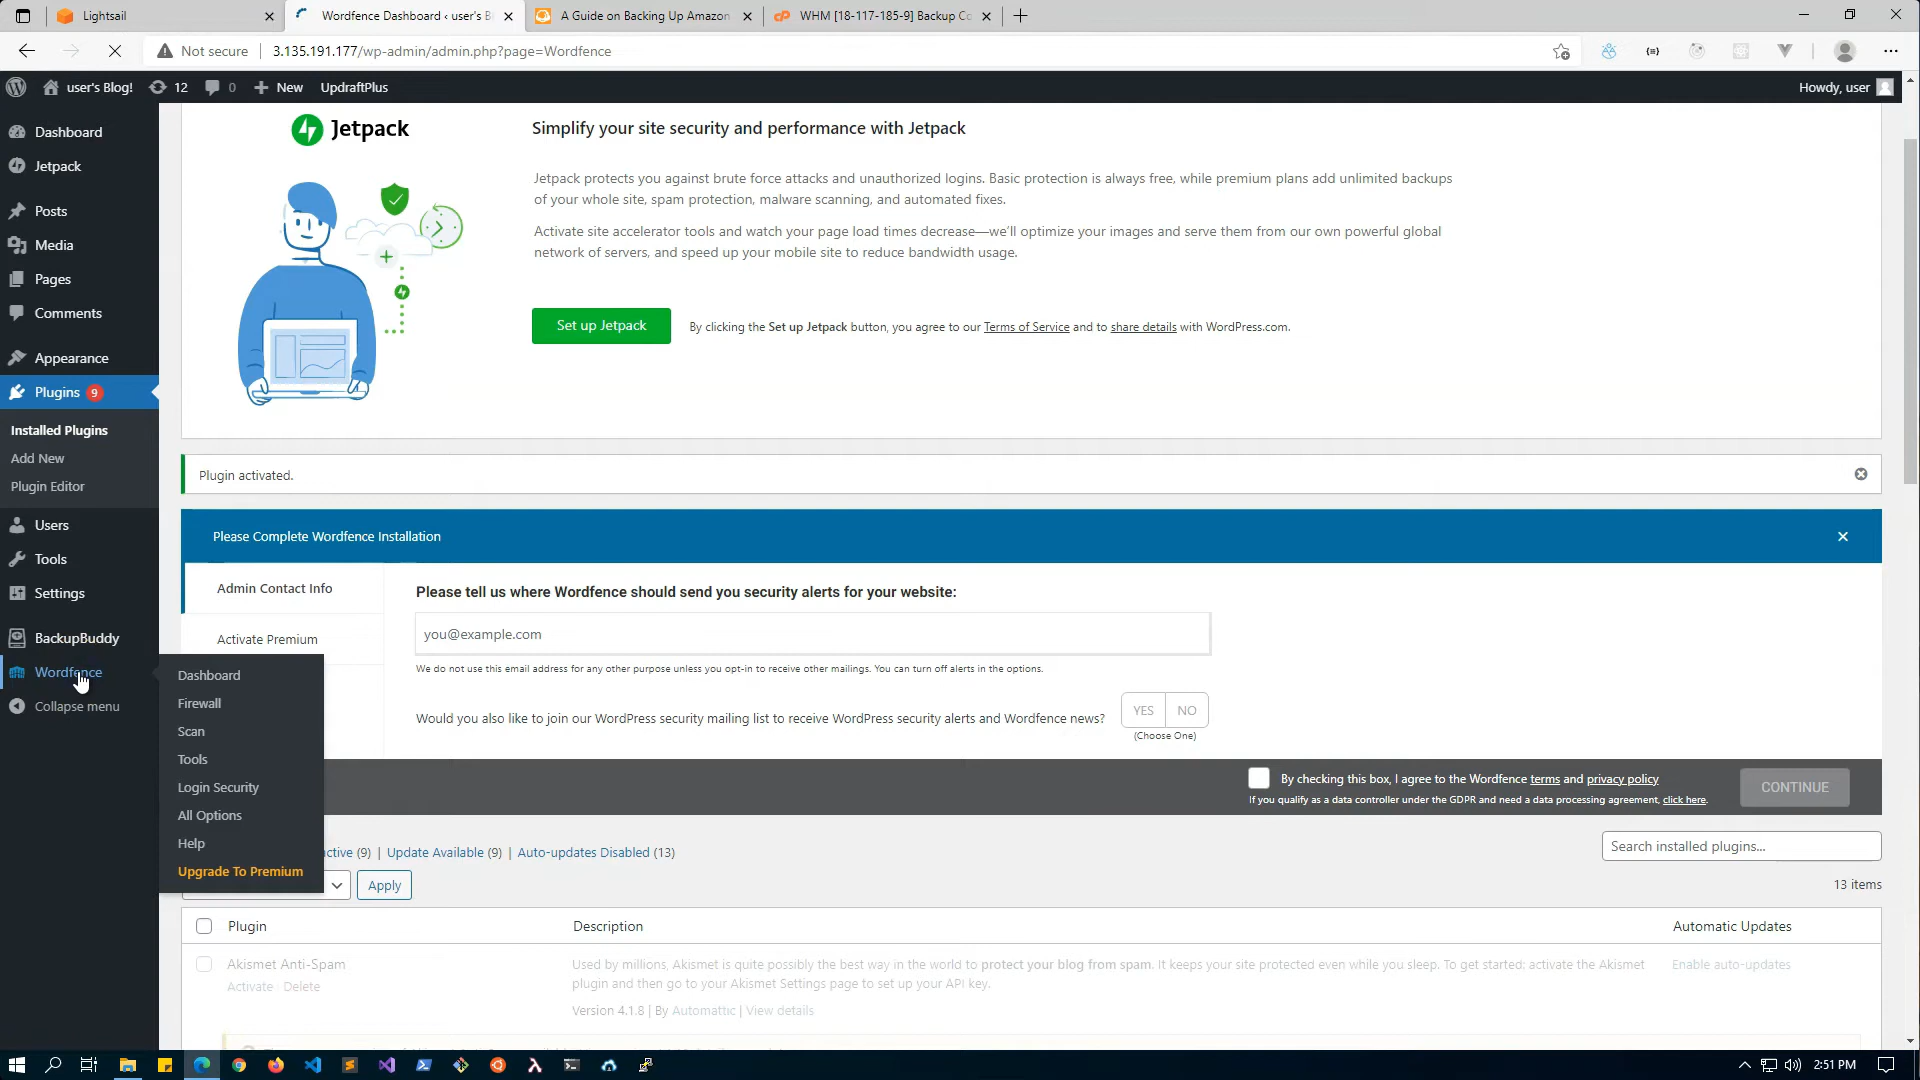 Lightsail
Wordfence Dashboard ‹ user's B
A Guide on Backing Up Amazon
WHM [18-117-185-9] Backup Co
Not secure
3.135.191.177/wp-admin/admin.php?page=Wordfence
user's Blog!
12
0
New
UpdraftPlus
Howdy, user
Dashboard
Jetpack
Posts
Media
Pages
Comments
Appearance
Plugins 9
Installed Plugins
Add New
Plugin Editor
Users
Tools
Settings
BackupBuddy
Wordfence
Collapse menu
Dashboard
Firewall
Scan
Tools
Login Security
All Options
Help
Upgrade To Premium
Jetpack
Simplify your site security and performance with Jetpack
Jetpack protects you against brute force attacks and unauthorized logins. Basic protection is always free, while premium plans add unlimited backups
of your whole site, spam protection, malware scanning, and automated fixes.
Activate site accelerator tools and watch your page load times decrease—we'll optimize your images and serve them from our own powerful global
network of servers, and speed up your mobile site to reduce bandwidth usage.
Set up Jetpack
By clicking the Set up Jetpack button, you agree to our Terms of Service and to share details with WordPress.com.
Plugin activated.
Please Complete Wordfence Installation
Admin Contact Info
Activate Premium
Please tell us where Wordfence should send you security alerts for your website:
you@example.com
We do not use this email address for any other purpose unless you opt-in to receive other mailings. You can turn off alerts in the options.
Would you also like to join our WordPress security mailing list to receive WordPress security alerts and Wordfence news?
YES NO
(Choose One)
By checking this box, I agree to the Wordfence terms and privacy policy
If you qualify as a data controller under the GDPR and need a data processing agreement, click here.
CONTINUE
ctive (9) | Update Available (9) | Auto-updates Disabled (13)
Search installed plugins...
Apply
13 items
Plugin
Description
Automatic Updates
Akismet Anti-Spam
Activate Delete
Used by millions, Akismet is quite possibly the best way in the world to protect your blog from spam. It keeps your site protected even while you sleep. To get started: activate the Akismet
plugin and then go to your Akismet Settings page to set up your API key.
Version 4.1.8 | By Automattic | View details
Enable auto-updates
2:51 PM